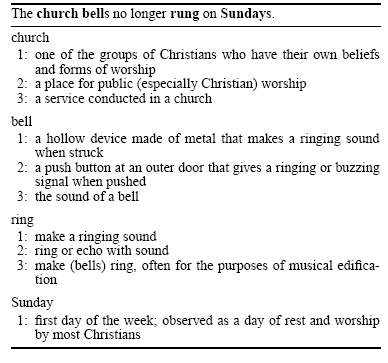 The church bells no longer rung on Sundays.
church
1: one of the groups of Christians who have their own beliefs
and forms of worship
2: a place for public (especially Christian) worship
3: a service conducted in a church
bell
1: a hollow device made of metal that makes a ringing sound
when struck
2: a push button at an outer door that gives a ringing or buzzing
signal when pushed
3: the sound of a bell
ring
1: make a ringing sound
2: ring or echo with sound
3: make (bells) ring, often for the purposes of musical edifica-
tion
Sunday
1: first day of the week; observed as a day of rest and worship
by most Christians